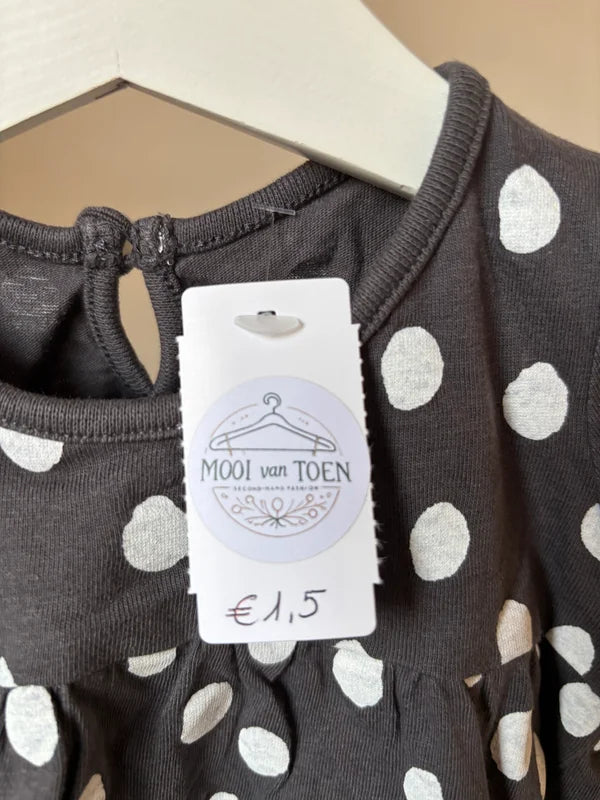 MOOI van TOEN
SECOND-HAND FASHION
€1,5